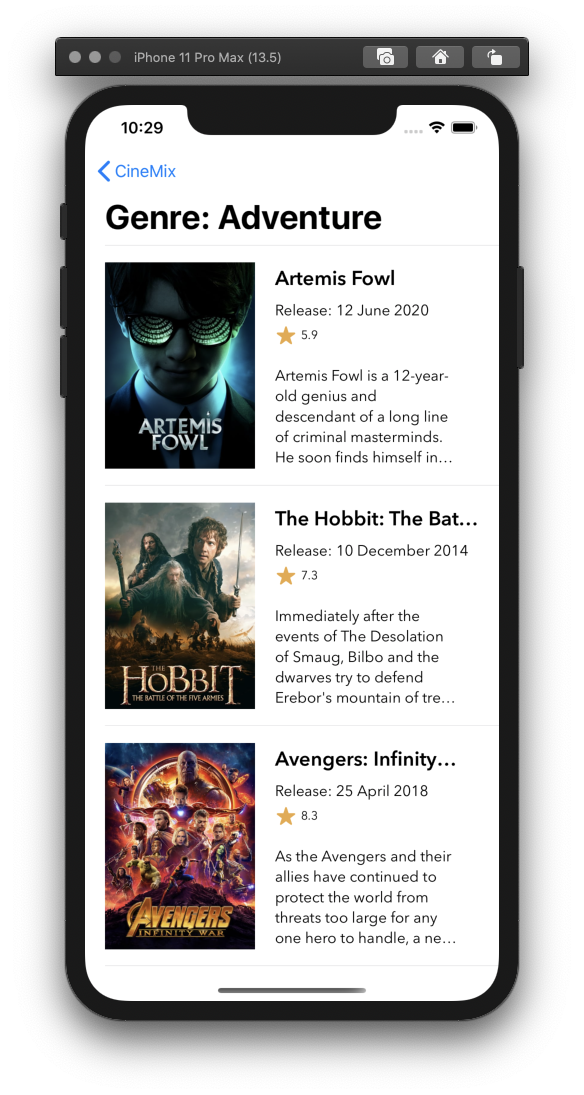 iPhone 11 Pro Max (13.5)
10:29
CineMix
Genre: Adventure
ARTEMIS
FOWL
Artemis Fowl
Release: 12 June 2020
5.9
Artemis Fowl is a 12-year-
old genius and
descendant of a long line
of criminal masterminds.
He soon finds himself in…
THE
HOBBIT
THE BATTLE OF THE FIVE ARMIES
The Hobbit: The Bat…
Release: 10 December 2014
7.3
Immediately after the
events of The Desolation
of Smaug, Bilbo and the
dwarves try to defend
Erebor's mountain of tre…
AVENGERS
INFINITY WAR
Avengers: Infinity…
Release: 25 April 2018
8.3
As the Avengers and their
allies have continued to
protect the world from
threats too large for any
one hero to handle, a ne…